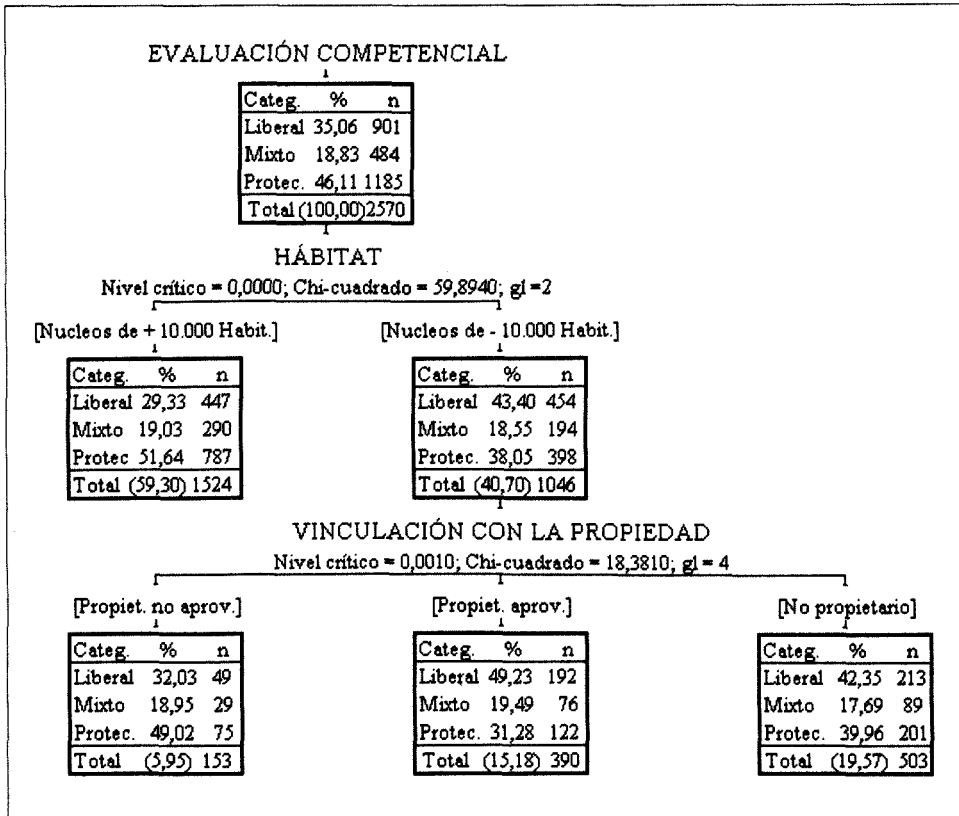 EVALUACIÓN COMPETENCIAL
Categ. % n
Liberal 35,06 901
Mixto 18,83 484
Protec. 46,11 1185
Total (100,00) 2570
HÁBITAT
Nivel crítico = 0,0000; Chi-cuadrado = 59,8940; gl =2
[Nucleos de + 10.000 Habit.] [Nucleos de - 10.000 Habit.]
Categ. % n Categ. % n
Liberal 29,33 447 Liberal 43,40 454
Mixto 19,03 290 Mixto 18,55 194
Protec 51,64 787 Protec. 38,05 398
Total (59,30) 1524 Total (40,70) 1046
VINCULACIÓN CON LA PROPIEDAD
Nivel crítico = 0,0010; Chi-cuadrado = 18,3810; gl = 4
[Propiet. no aprov.] [Propiet. aprov.] [No propietario]
Categ. % n Categ. % n Categ. % n
Liberal 32,03 49 Liberal 49,23 192 Liberal 42,35 213
Mixto 18,95 29 Mixto 19,49 76 Mixto 17,69 89
Protec. 49,02 75 Protec. 31,28 122 Protec. 39,96 201
Total (5,95) 153 Total (15,18) 390 Total (19,57) 503